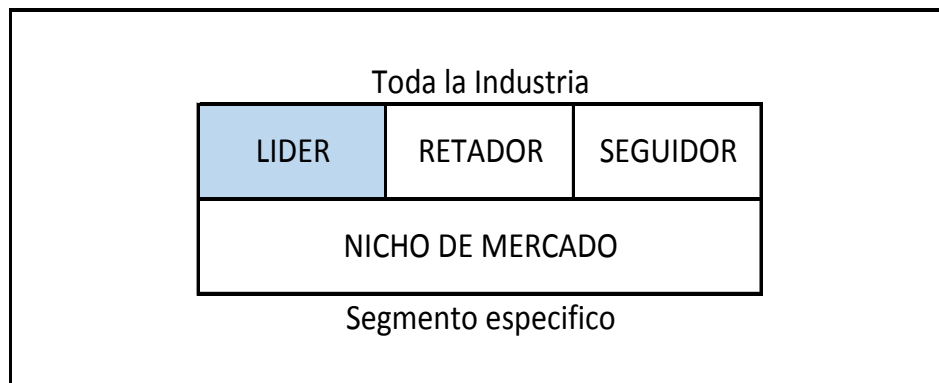 Toda la Industria
LIDER RETADOR SEGUIDOR
NICHO DE MERCADO
Segmento especifico